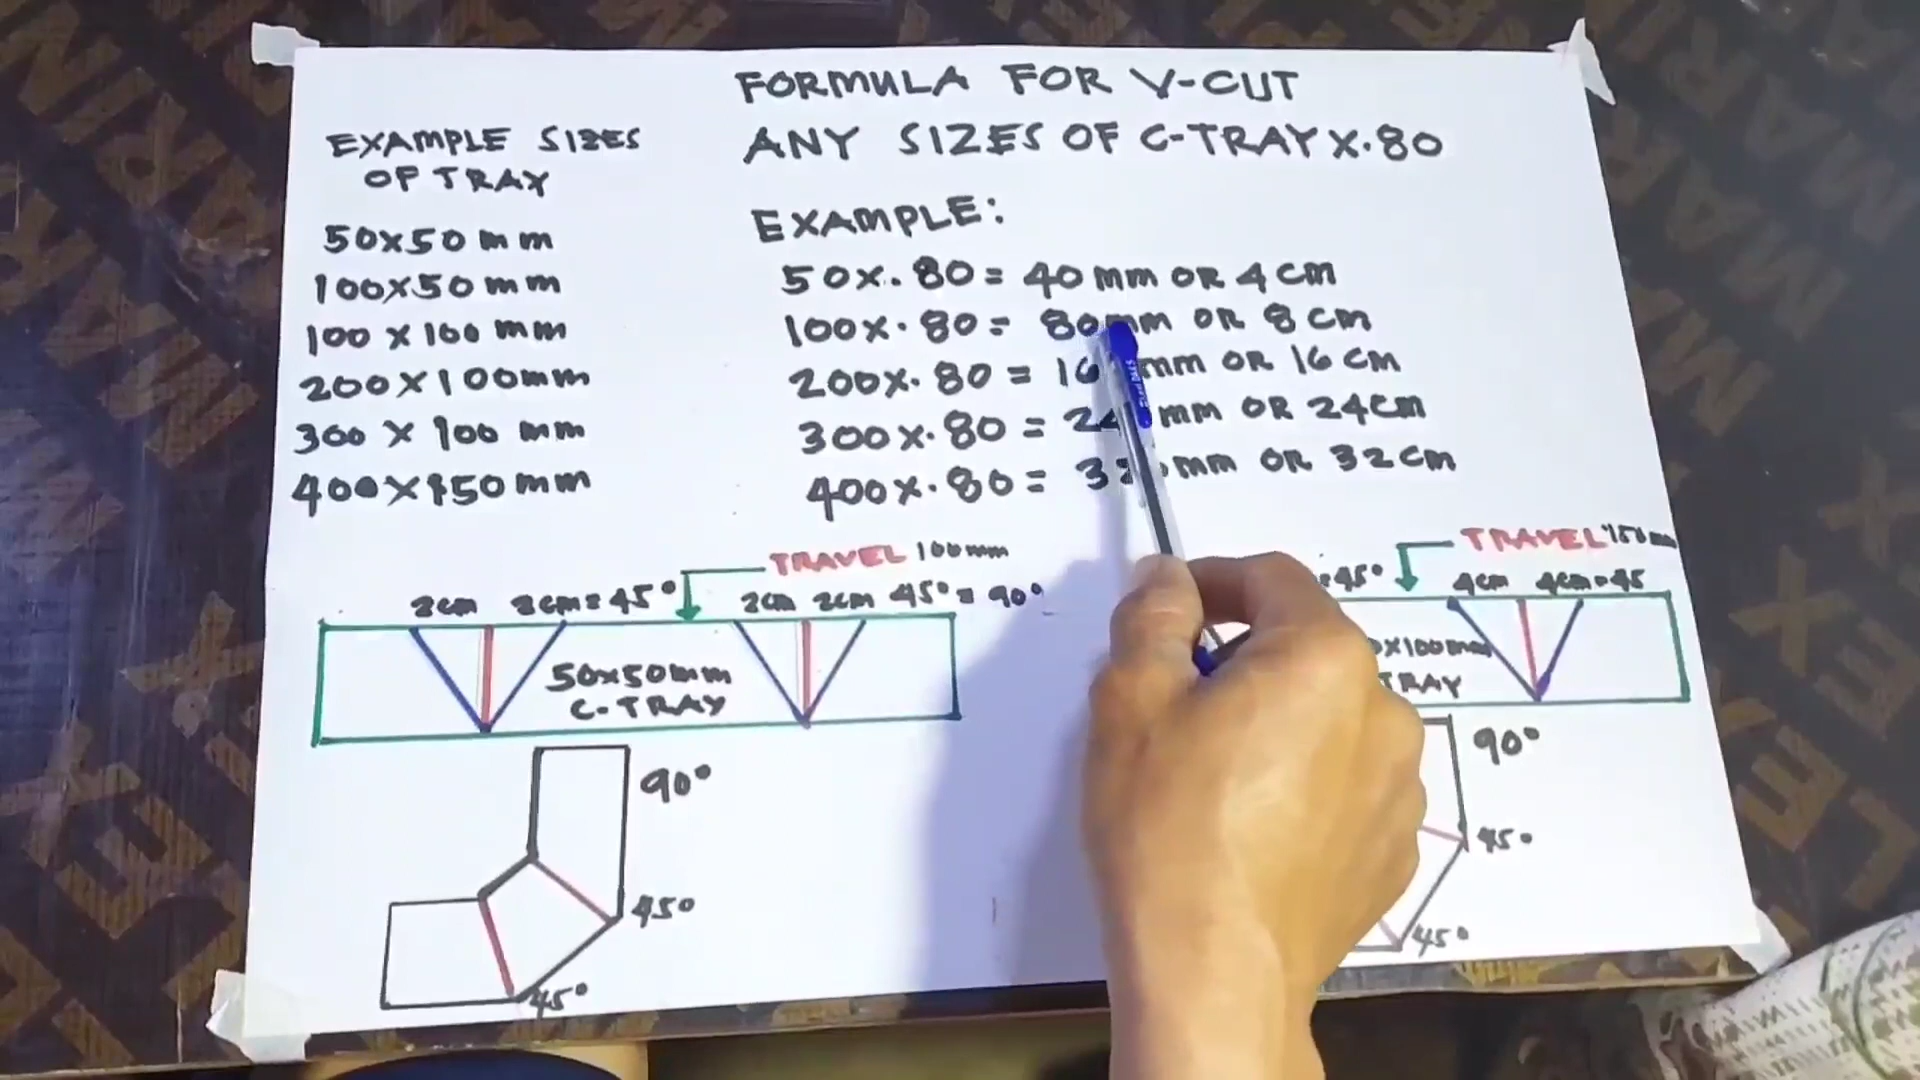 FORMULA FOR V-CUT
ANY SIZES OF C-TRAY X .80
EXAMPLE SIZES
OF TRAY
50x50mm
100x50mm
100 x 100 mm
200x100mm
300 x 100 mm
400x150mm
EXAMPLE:
50x.80= 40mm OR 4cm
100x.80= 80mm OR 8cm
200x.80= mm OR 16cm
300x.80= mm OR 24cm
400x.80= mm OR 32cm
TRAVEL 100mm
2cm 2cm=45° 2cm 2cm 45°=90°
50x50mm
C-TRAY
90°
45°
45°
TRAVEL
=45° 4cm 4cm=45
x100mm
TRAY
90°
45°
45°